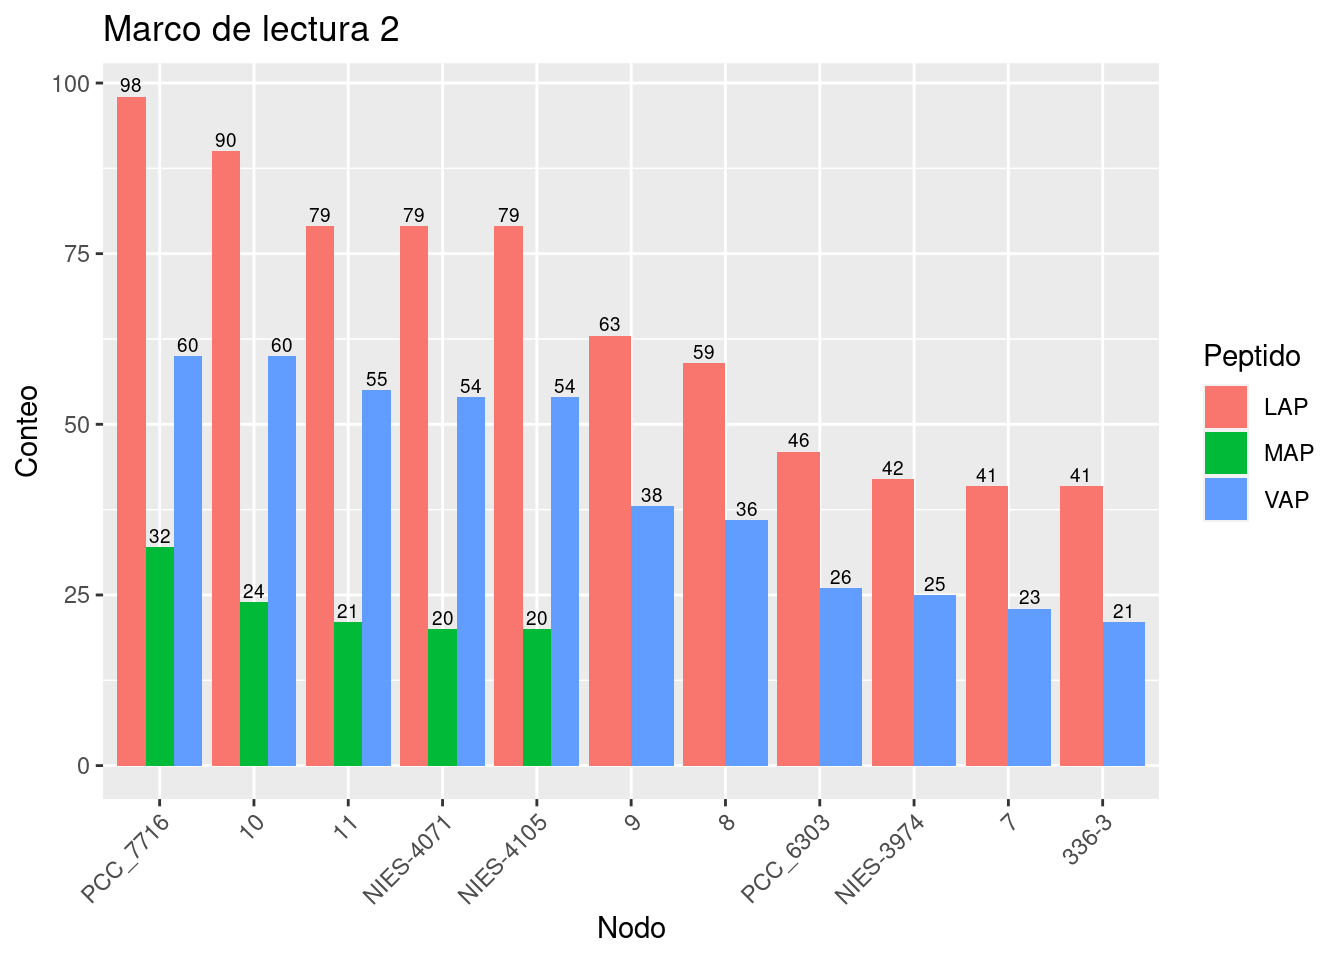 Marco de lectura 2
Conteo
100
75
50
25
0
98 32 60
90 24 60
79 21 55
79 20 54
79 20 54
63 38
59 36
46 26
42 25
41 23
41 21
PCC_7716
10
11
NIES-4071
NIES-4105
9
8
PCC_6303
NIES-3974
7
336-3
Nodo
Peptido
LAP
MAP
VAP